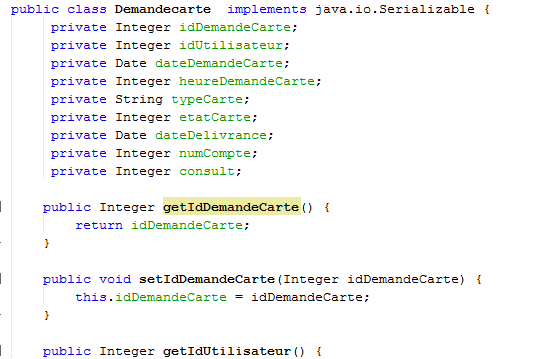 public class Demandecarte  implements java.io.Serializable {
private Integer idDemandeCarte;
private Integer idUtilisateur;
private Date dateDemandeCarte;
private Integer heureDemandeCarte;
private String typeCarte;
private Integer etatCarte;
private Date dateDelivrance;
private Integer numCompte;
private Integer consult;
public Integer getIdDemandeCarte() {
return idDemandeCarte;
}
public void setIdDemandeCarte(Integer idDemandeCarte) {
this.idDemandeCarte = idDemandeCarte;
}
public Integer getIdUtilisateur() {